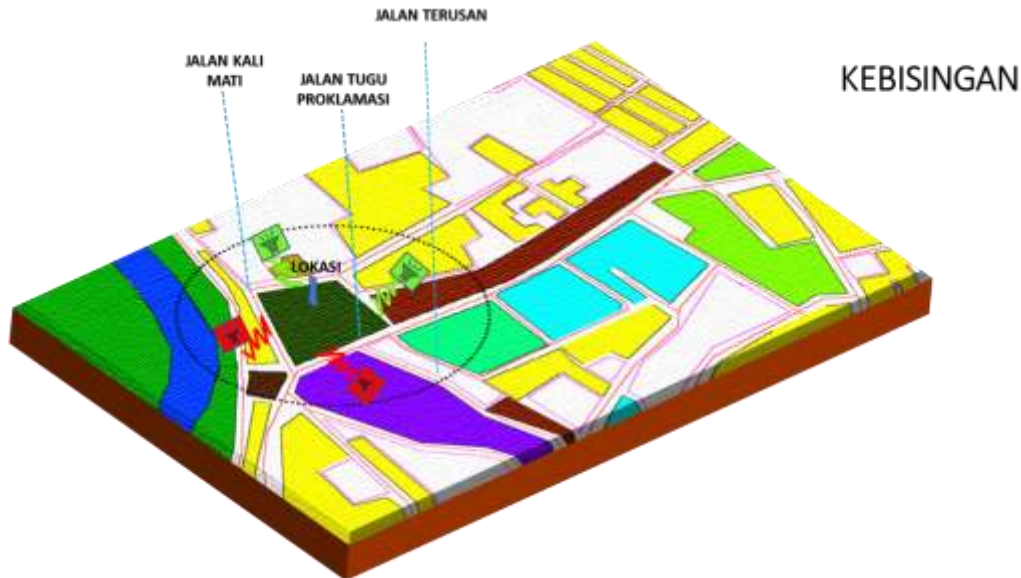 JALAN TERUSAN
JALAN KALI
MATI
JALAN TUGU
PROKLAMASI
KEBISINGAN
LOKASI